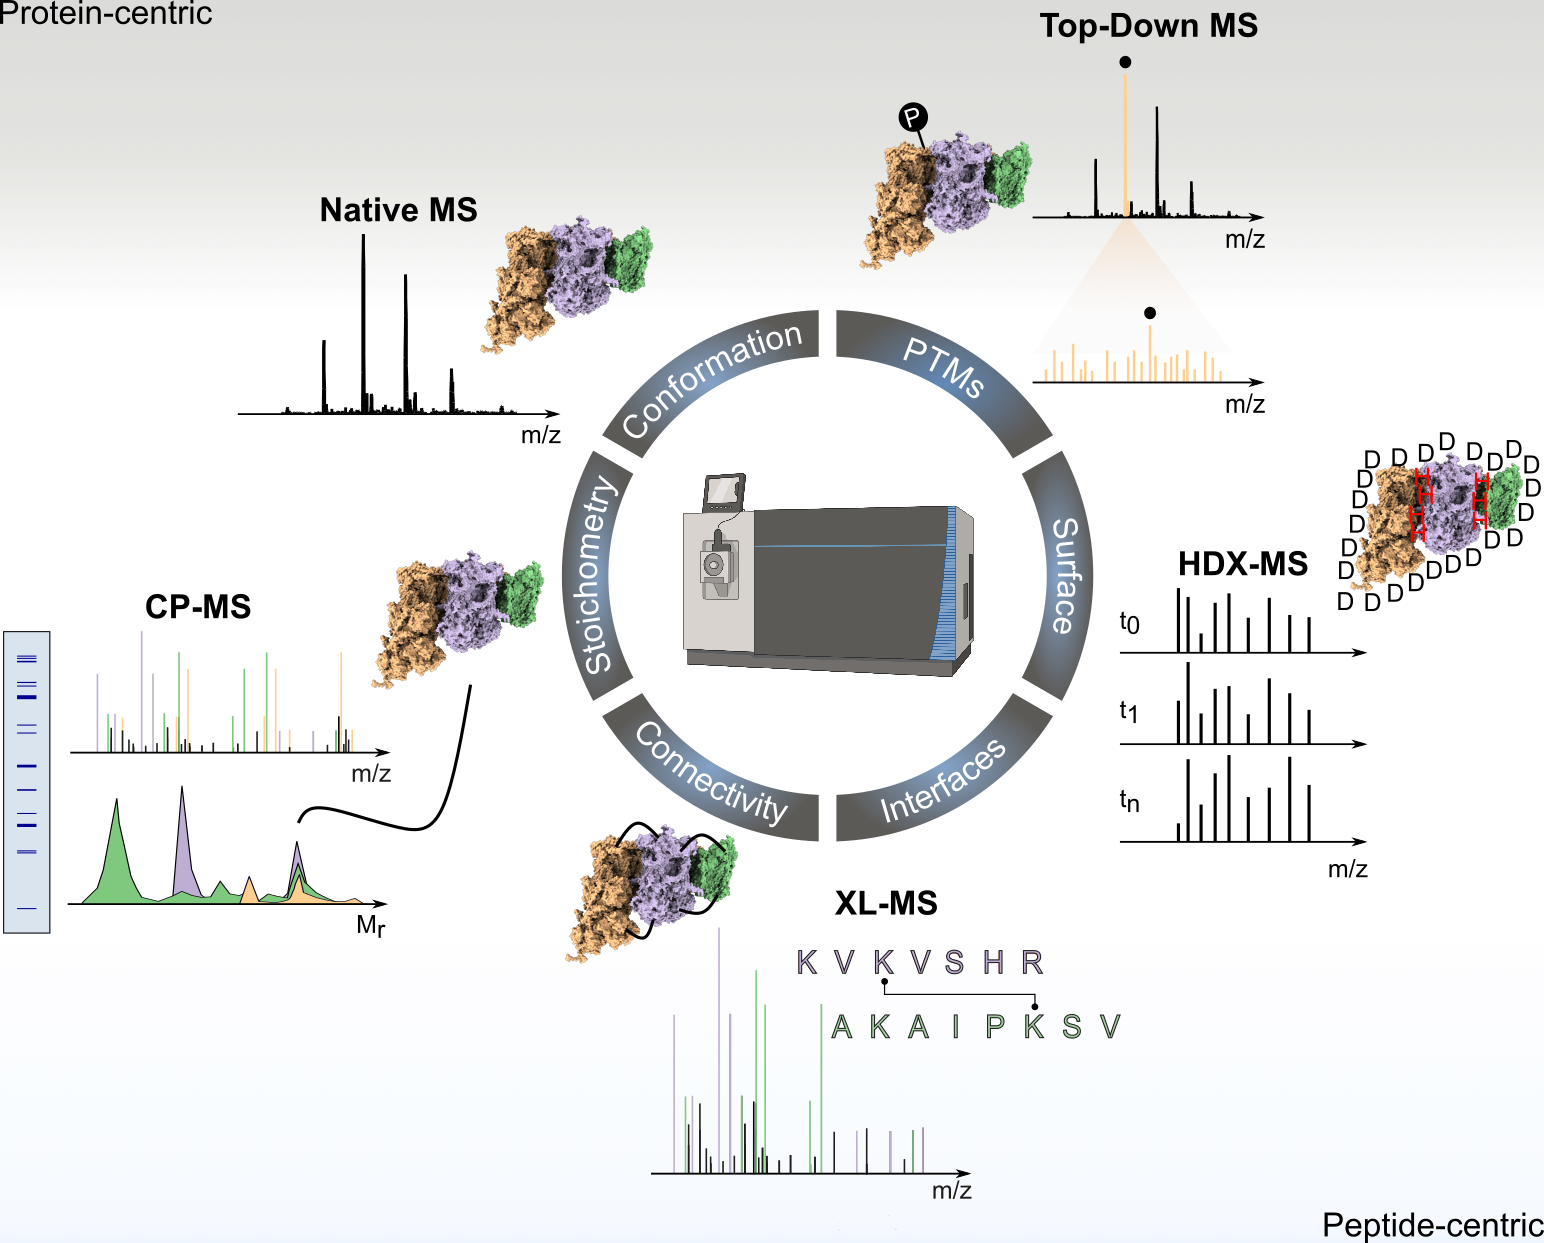 Protein-centric
Top-Down MS
P
m/z
m/z
Native MS
m/z
Conformation
PTMs
Stoichometry
Surface
Connectivity
Interfaces
D D D D D D D D
D D
D D
D D
D D D
D D D D
D D D
HDX-MS
t0
t1
tn
m/z
CP-MS
m/z
Mr
XL-MS
K V K V S H R
A K A I P K S V
m/z
Peptide-centric